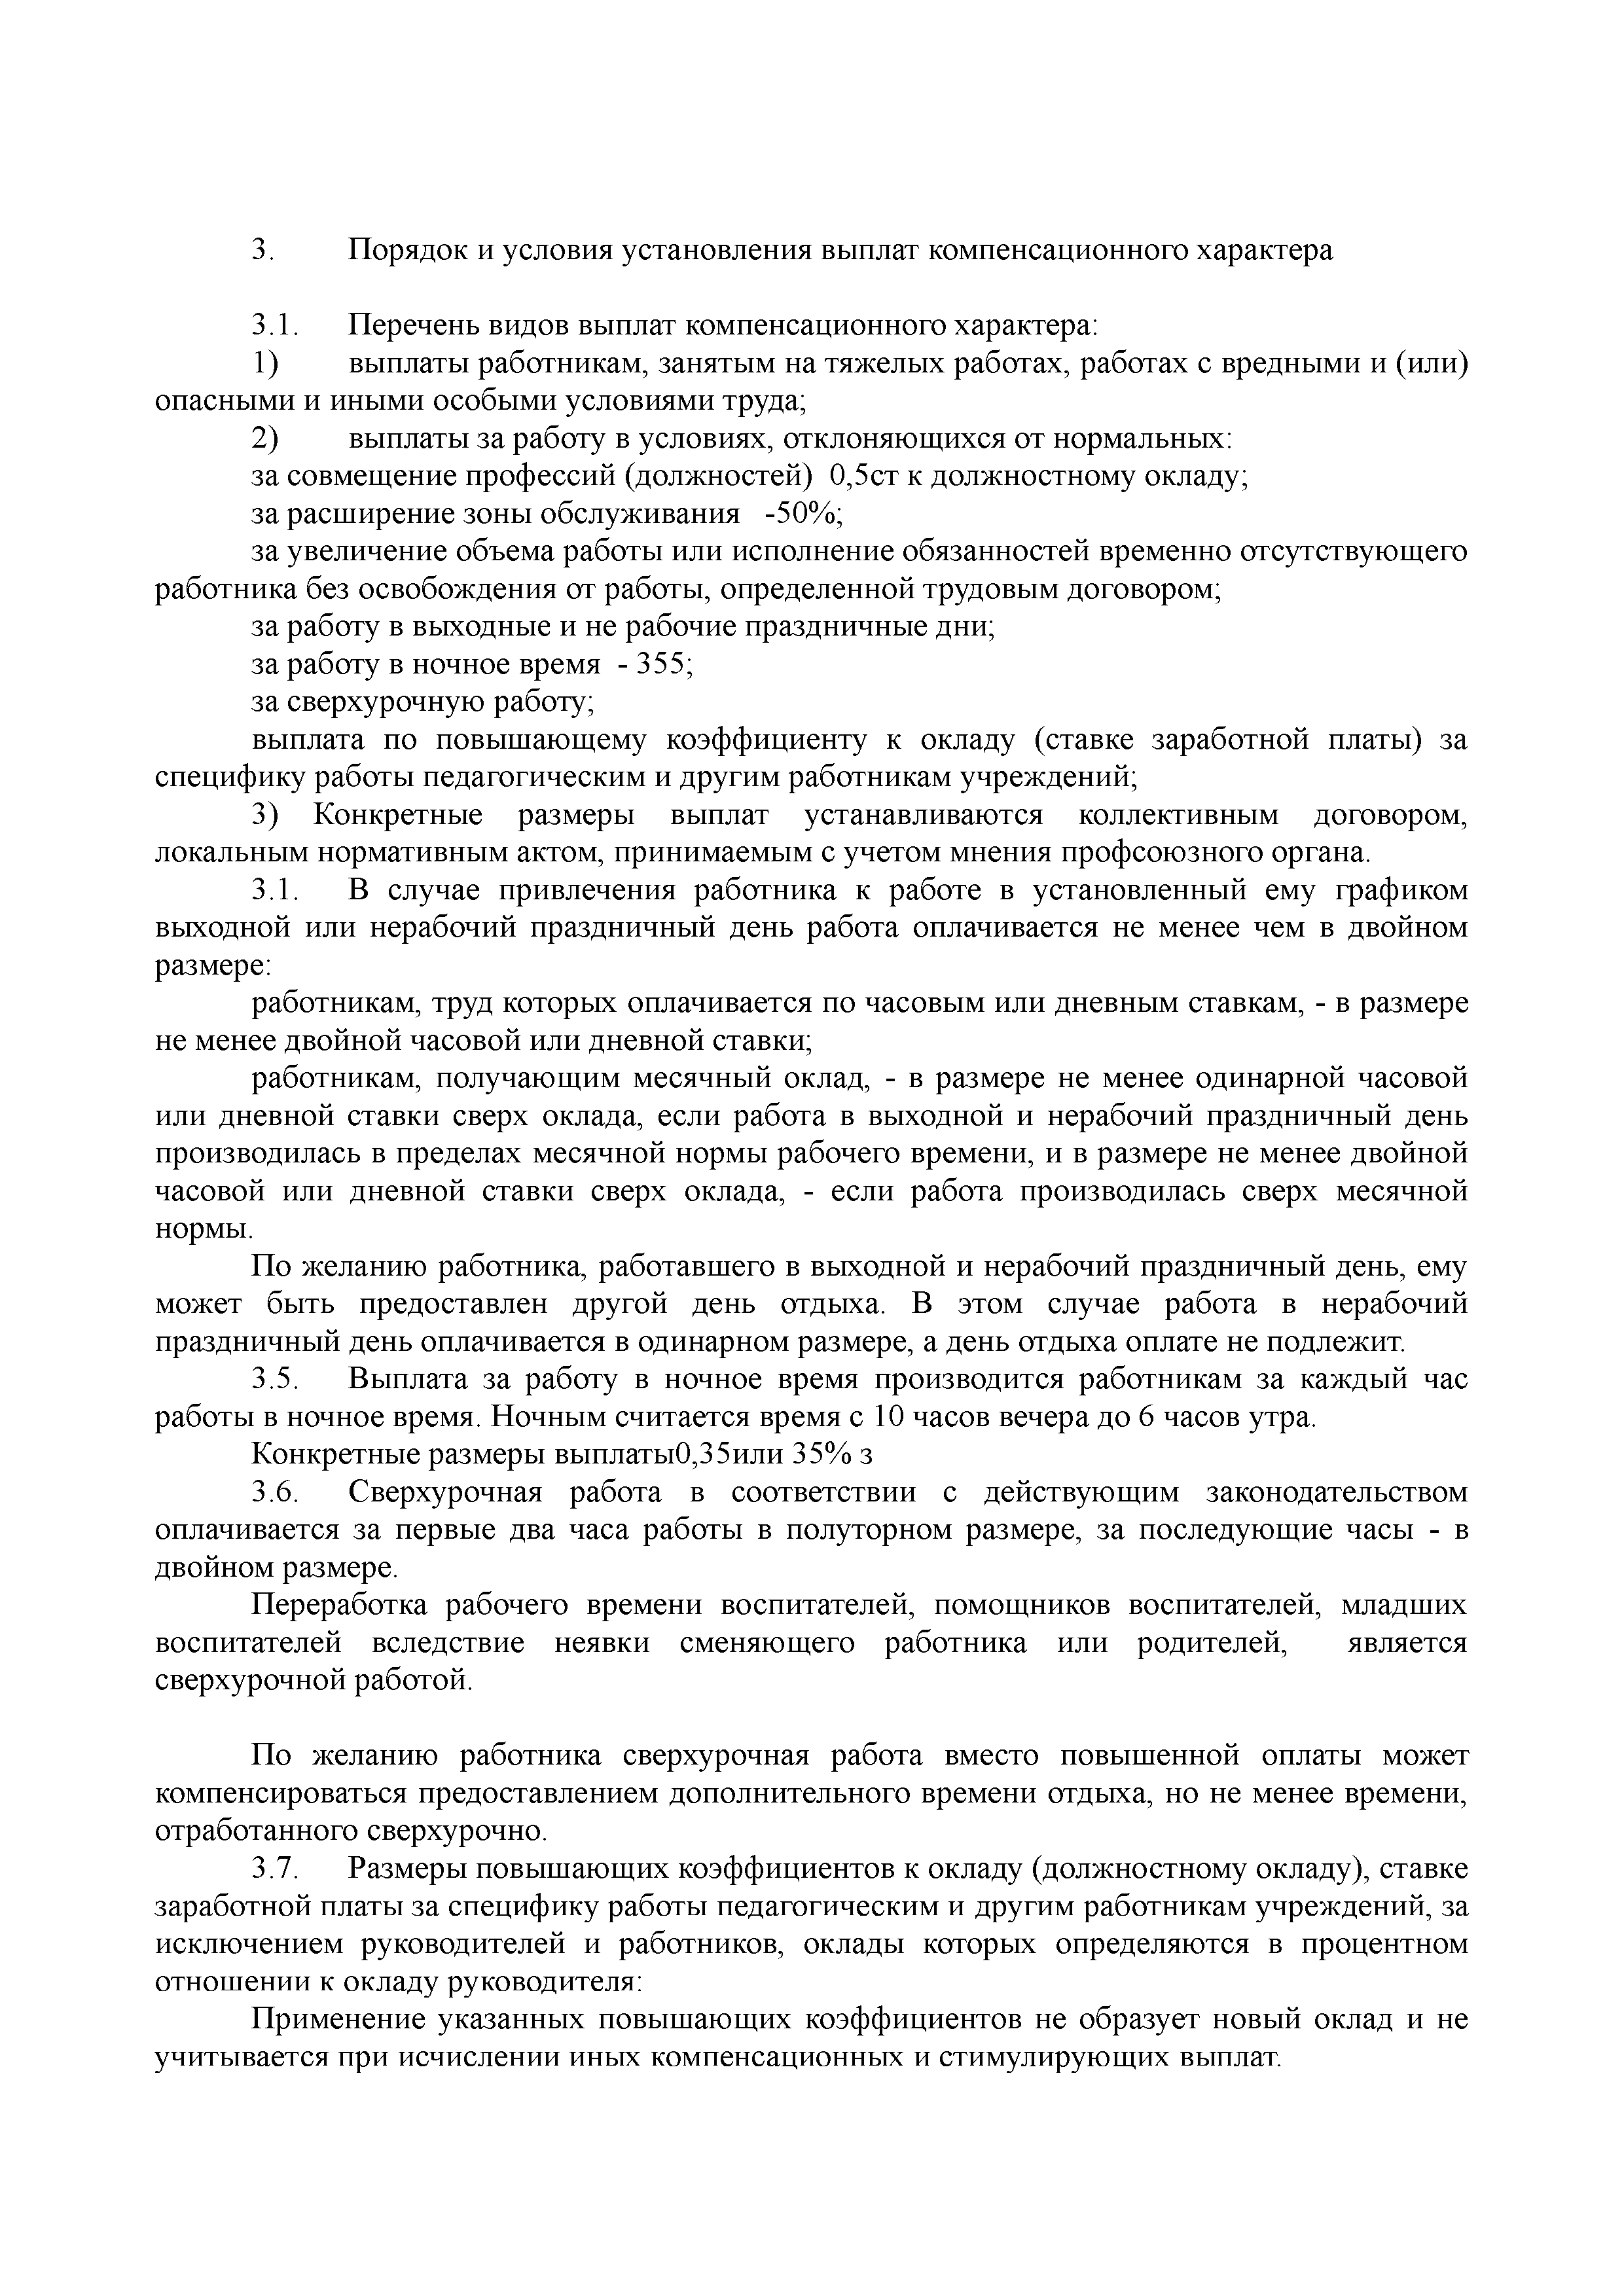 3. Порядок и условия установления выплат компенсационного характера
3.1. Перечень видов выплат компенсационного характера:
1) выплаты работникам, занятым на тяжелых работах, работах с вредными и (или)
опасными и иными особыми условиями труда;
2) выплаты за работу в условиях, отклоняющихся от нормальных:
за совмещение профессий (должностей) 0,5ст к должностному окладу;
за расширение зоны обслуживания -50%;
за увеличение объема работы или исполнение обязанностей временно отсутствующего
работника без освобождения от работы, определенной трудовым договором;
за работу в выходные и не рабочие праздничные дни;
за работу в ночное время - 355;
за сверхурочную работу;
выплата по повышающему коэффициенту к окладу (ставке заработной платы) за
специфику работы педагогическим и другим работникам учреждений;
3) Конкретные размеры выплат устанавливаются коллективным договором,
локальным нормативным актом, принимаемым с учетом мнения профсоюзного органа.
3.1. В случае привлечения работника к работе в установленный ему графиком
выходной или нерабочий праздничный день работа оплачивается не менее чем в двойном
размере:
работникам, труд которых оплачивается по часовым или дневным ставкам, - в размере
не менее двойной часовой или дневной ставки;
работникам, получающим месячный оклад, - в размере не менее одинарной часовой
или дневной ставки сверх оклада, если работа в выходной и нерабочий праздничный день
производилась в пределах месячной нормы рабочего времени, и в размере не менее двойной
часовой или дневной ставки сверх оклада, - если работа производилась сверх месячной
нормы.
По желанию работника, работавшего в выходной и нерабочий праздничный день, ему
может быть предоставлен другой день отдыха. В этом случае работа в нерабочий
праздничный день оплачивается в одинарном размере, а день отдыха оплате не подлежит.
3.5. Выплата за работу в ночное время производится работникам за каждый час
работы в ночное время. Ночным считается время с 10 часов вечера до 6 часов утра.
Конкретные размеры выплаты0,35или 35% з
3.6. Сверхурочная работа в соответствии с действующим законодательством
оплачивается за первые два часа работы в полуторном размере, за последующие часы - в
двойном размере.
Переработка рабочего времени воспитателей, помощников воспитателей, младших
воспитателей вследствие неявки сменяющего работника или родителей, является
сверхурочной работой.
По желанию работника сверхурочная работа вместо повышенной оплаты может
компенсироваться предоставлением дополнительного времени отдыха, но не менее времени,
отработанного сверхурочно.
3.7. Размеры повышающих коэффициентов к окладу (должностному окладу), ставке
заработной платы за специфику работы педагогическим и другим работникам учреждений, за
исключением руководителей и работников, оклады которых определяются в процентном
отношении к окладу руководителя:
Применение указанных повышающих коэффициентов не образует новый оклад и не
учитывается при исчислении иных компенсационных и стимулирующих выплат.